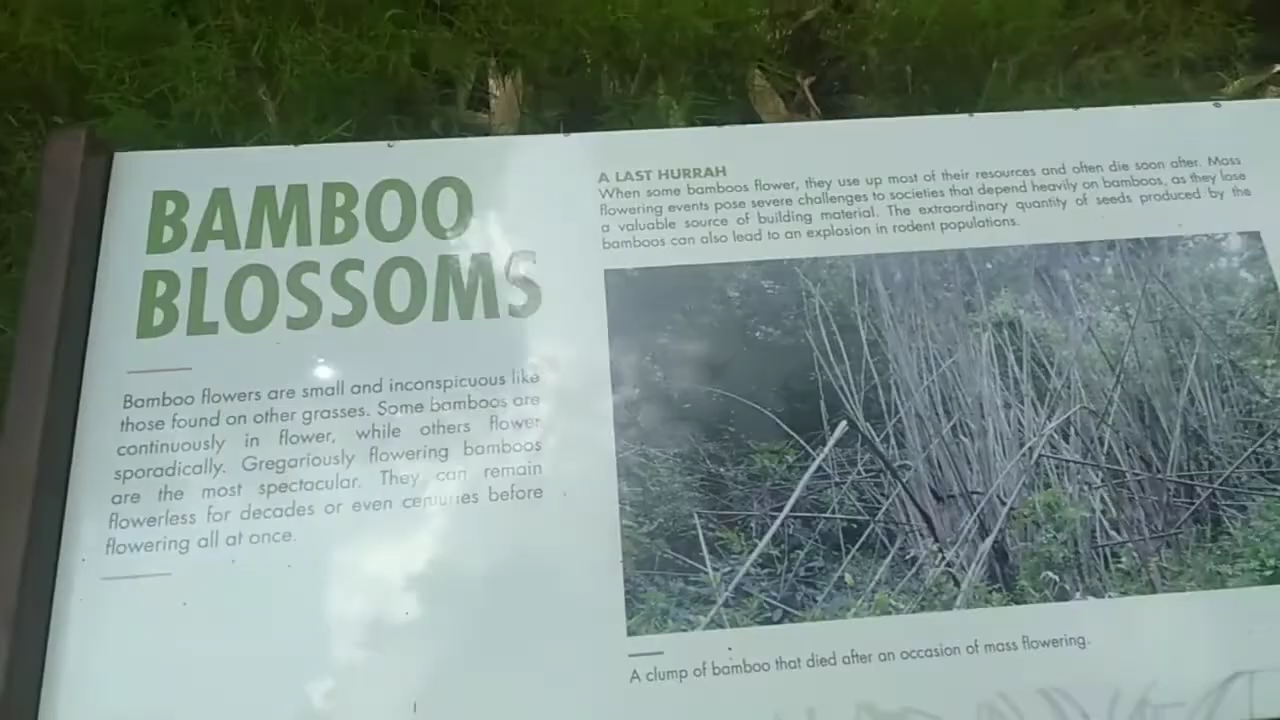 BAMBOO
BLOSSOMS
Bamboo flowers are small and inconspicuous like
those found on other grasses. Some bamboos are
continuously in flower, while others flower
sporadically. Gregariously flowering bamboos
are the most spectacular. They can remain
flowerless for decades or even centuries before
flowering all at once.
A LAST HURRAH
When some bamboos flower, they use up most of their resources and often die soon after. Mass
flowering events pose severe challenges to societies that depend heavily on bamboos, as they lose
a valuable source of building material. The extraordinary quantity of seeds produced by the
bamboos can also lead to an explosion in rodent populations.
A clump of bamboo that died after an occasion of mass flowering.